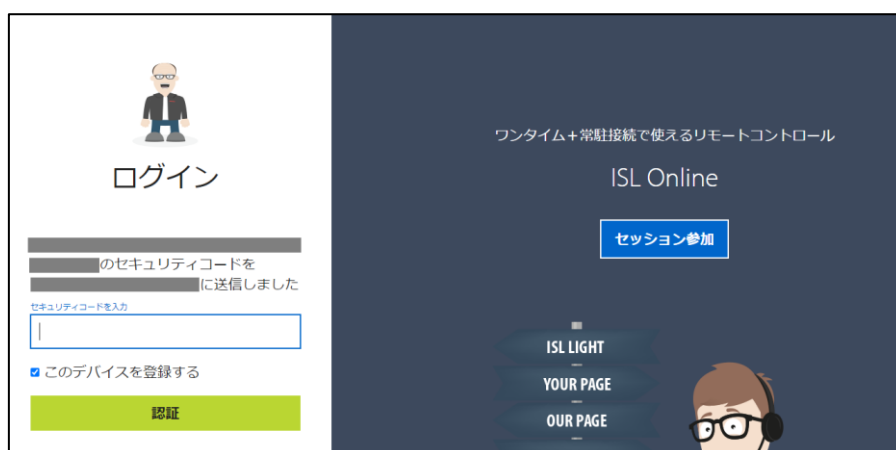 ログイン
のセキュリティコードを
に送信しました
セキュリティコードを入力
このデバイスを登録する
認証
ワンタイム+常駐接続で使えるリモートコントロール
ISL Online
セッション参加
ISL LIGHT
YOUR PAGE
OUR PAGE